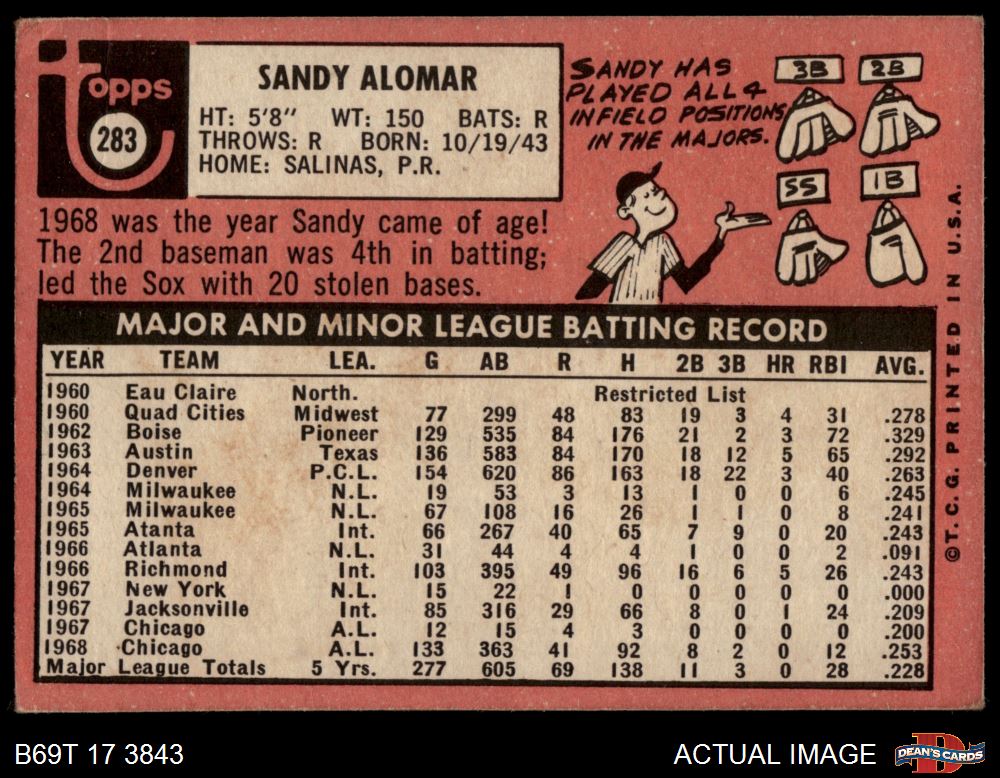 Topps
283
SANDY ALOMAR
HT: 5'8" WT: 150 BATS: R
THROWS: R BORN: 10/19/43
HOME: SALINAS, P.R.
1968 was the year Sandy came of age!
The 2nd baseman was 4th in batting;
led the Sox with 20 stolen bases.
SANDY HAS
PLAYED ALL 4
INFIELD POSITIONS
IN THE MAJORS.
3B 2B
SS 1B
MAJOR AND MINOR LEAGUE BATTING RECORD
YEAR TEAM LEA. G AB R H 2B 3B HR RBI AVG.
1960 Eau Claire North. Restricted List
1960 Quad Cities Midwest 77 299 48 83 19 3 4 31 .278
1962 Boise Pioneer 129 535 84 176 21 2 3 72 .329
1963 Austin Texas 136 583 84 170 18 12 5 65 .292
1964 Denver P.C.L. 154 620 86 163 18 22 3 40 .263
1964 Milwaukee N.L. 19 53 3 13 1 0 0 6 .245
1965 Milwaukee N.L. 67 108 16 26 1 1 0 8 .241
1965 Atanta Int. 66 267 40 65 7 9 0 20 .243
1966 Atlanta N.L. 31 44 4 4 1 0 0 2 .091
1966 Richmond Int. 103 395 49 96 16 6 5 26 .243
1967 New York N.L. 15 22 1 0 0 0 0 0 .000
1967 Jacksonville Int. 85 316 29 66 8 0 1 24 .209
1967 Chicago A.L. 12 15 4 3 0 0 0 0 .200
1968 Chicago A.L. 133 363 41 92 8 2 0 12 .253
Major League Totals 5 Yrs. 277 605 69 138 11 3 0 28 .228
©T.C.G. PRINTED IN U.S.A.
B69T 17 3843
ACTUAL IMAGE
D
DEAN'S CARDS